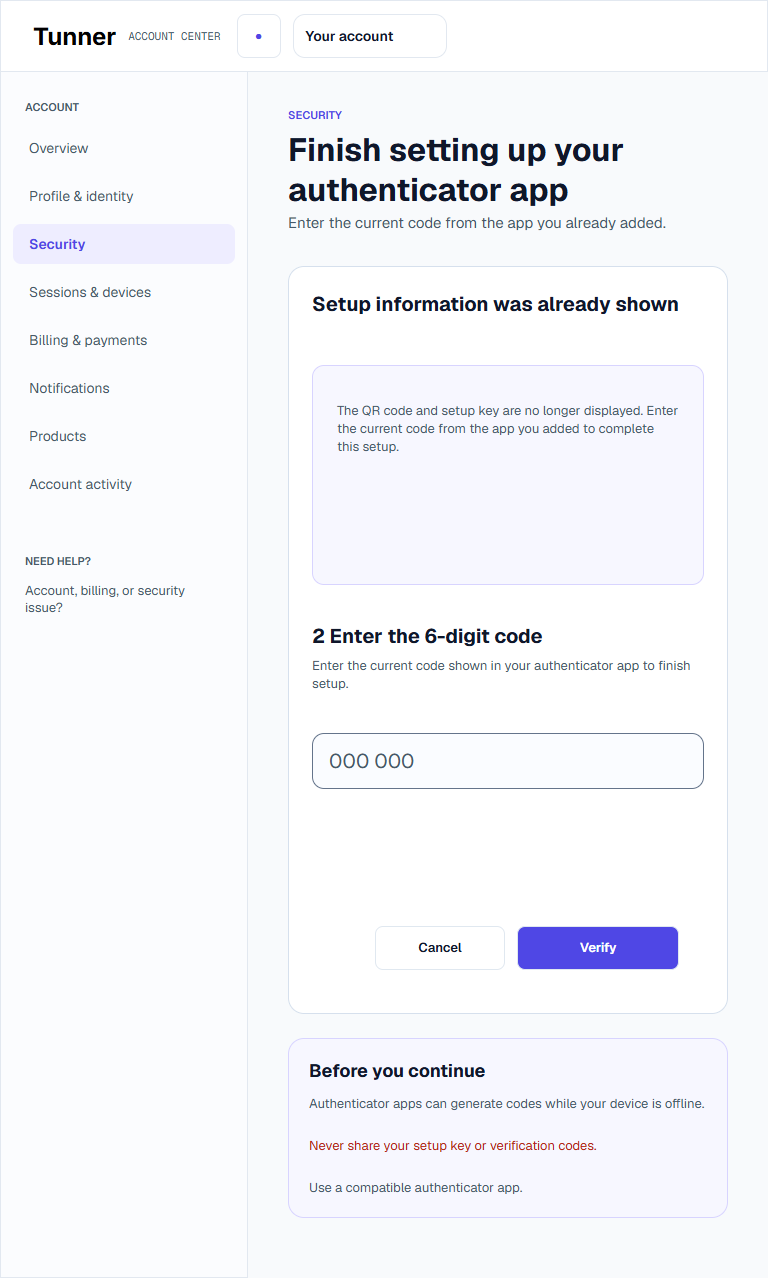 Tunner ACCOUNT CENTER
Your account
ACCOUNT
Overview
Profile & identity
Security
Sessions & devices
Billing & payments
Notifications
Products
Account activity
NEED HELP?
Account, billing, or security
issue?
SECURITY
Finish setting up your
authenticator app
Enter the current code from the app you already added.
Setup information was already shown
The QR code and setup key are no longer displayed. Enter
the current code from the app you added to complete
this setup.
2 Enter the 6-digit code
Enter the current code shown in your authenticator app to finish
setup.
000 000
Cancel
Verify
Before you continue
Authenticator apps can generate codes while your device is offline.
Never share your setup key or verification codes.
Use a compatible authenticator app.